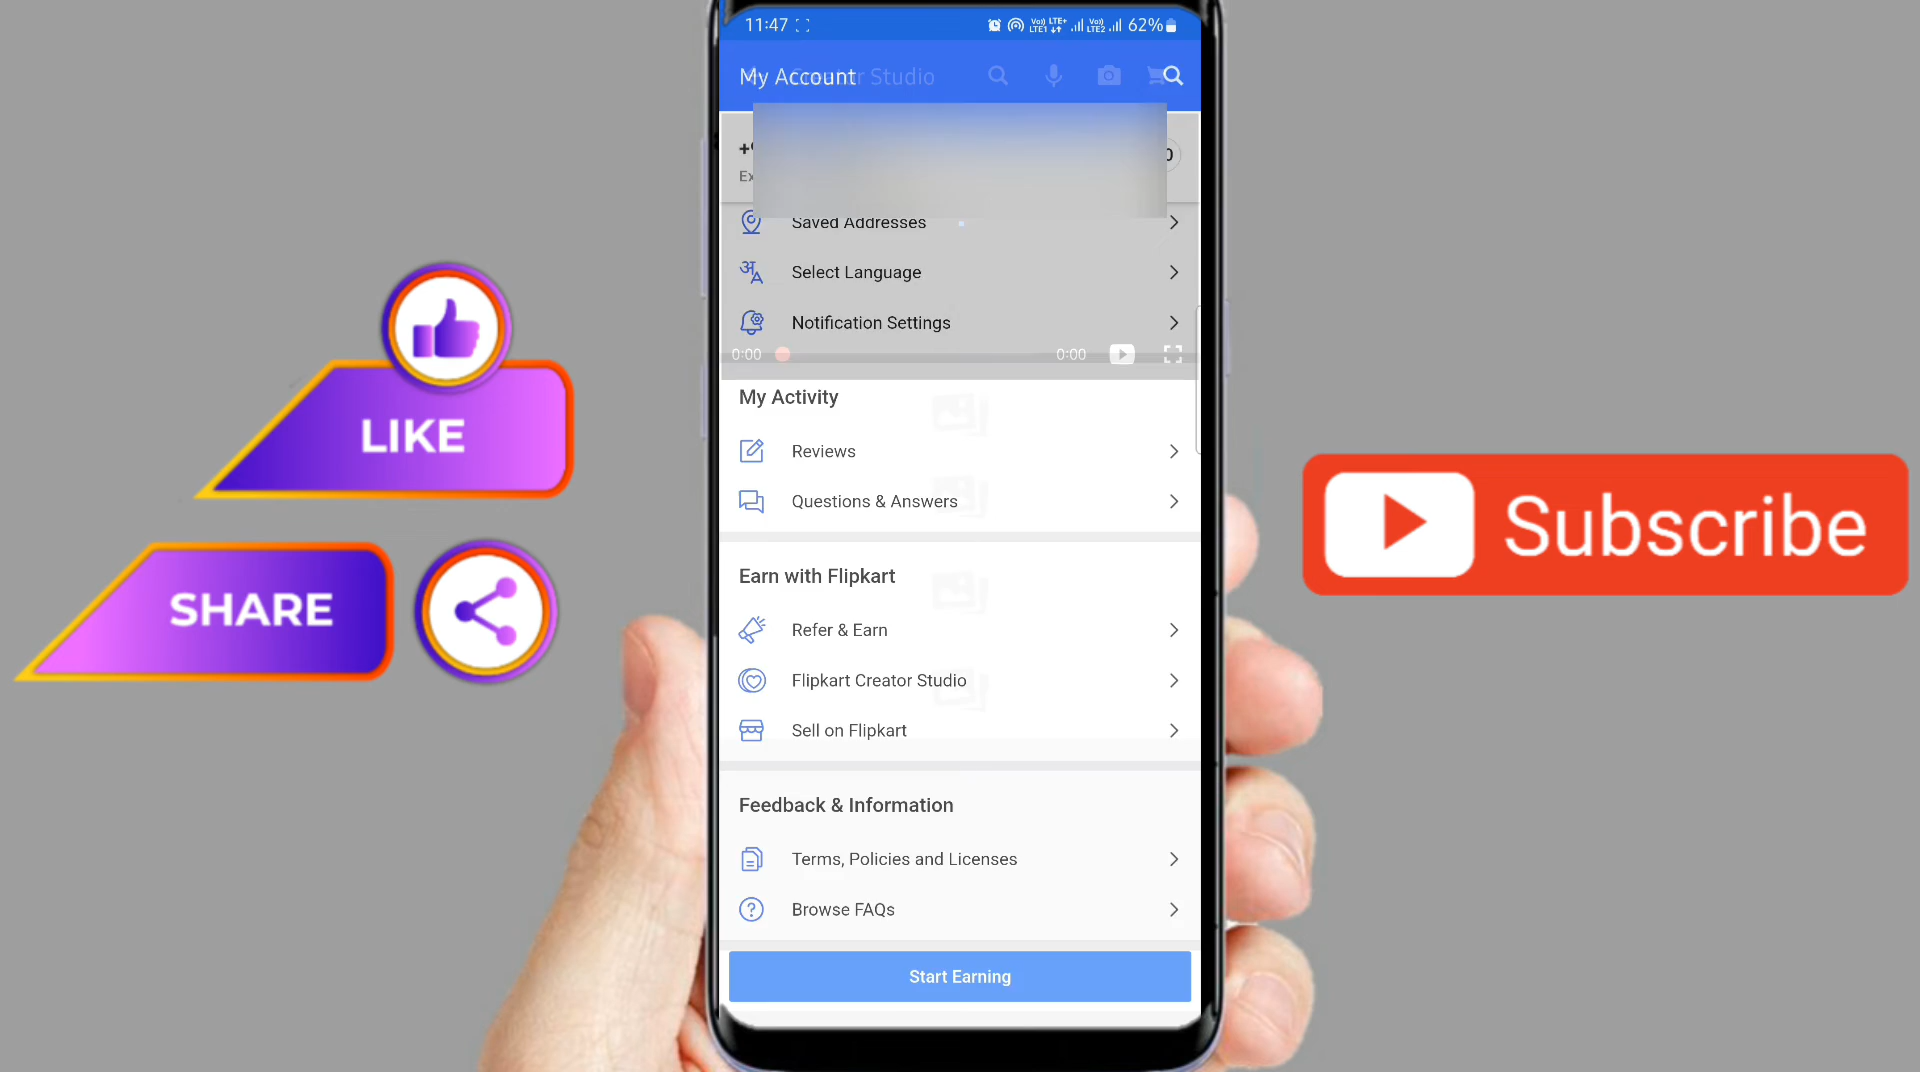 11:47
62%
My Account
Creator Studio
Saved Addresses
Select Language
Notification Settings
0:00
0:00
My Activity
Reviews
Questions & Answers
Earn with Flipkart
Refer & Earn
Flipkart Creator Studio
Sell on Flipkart
Feedback & Information
Terms, Policies and Licenses
Browse FAQs
Start Earning
LIKE
SHARE
Subscribe